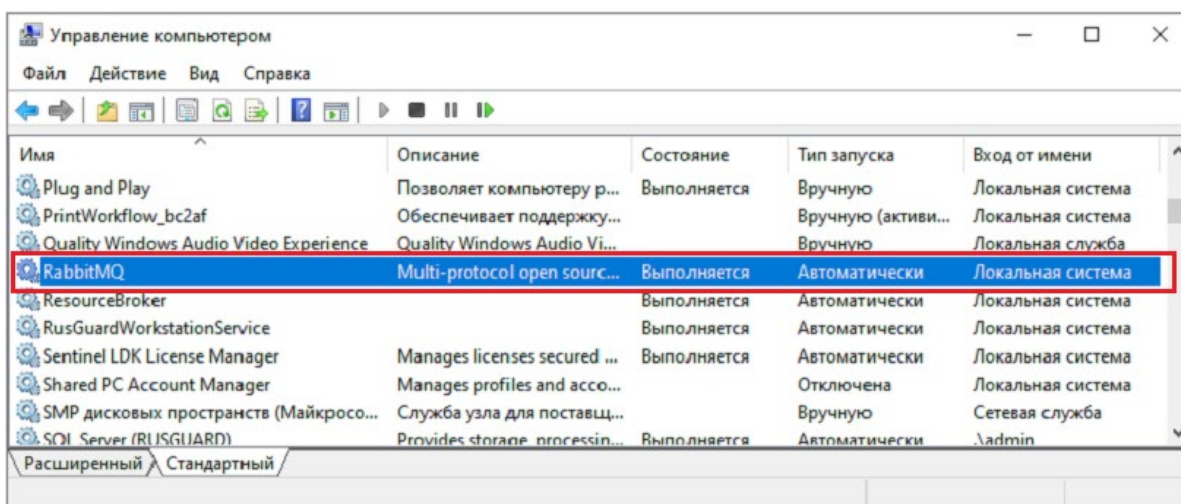 Управление компьютером
Файл Действие Вид Справка
Имя Описание Состояние Тип запуска Вход от имени
Plug and Play Позволяет компьютеру р... Выполняется Вручную Локальная система
PrintWorkflow_bc2af Обеспечивает поддержку... Вручную (активи... Локальная система
Quality Windows Audio Video Experience Quality Windows Audio Vi... Вручную Локальная служба
RabbitMQ Multi-protocol open sourc... Выполняется Автоматически Локальная система
ResourceBroker Выполняется Автоматически Локальная система
RusGuardWorkstationService Выполняется Автоматически Локальная система
Sentinel LDK License Manager Manages licenses secured ... Выполняется Автоматически Локальная система
Shared PC Account Manager Manages profiles and acco... Отключена Локальная система
SMP дисковых пространств (Майкросо... Служба узла для поставщ... Вручную Сетевая служба
SQL Server (RUSGUARD) Provides storage, processin... Выполняется Автоматически .\admin
Расширенный Стандартный